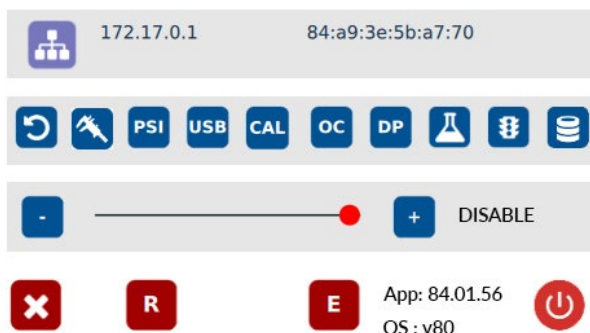 172.17.0.1 84:a9:3e:5b:a7:70
PSI USB CAL OC DP
- + DISABLE
R E App: 84.01.56
OS : v80